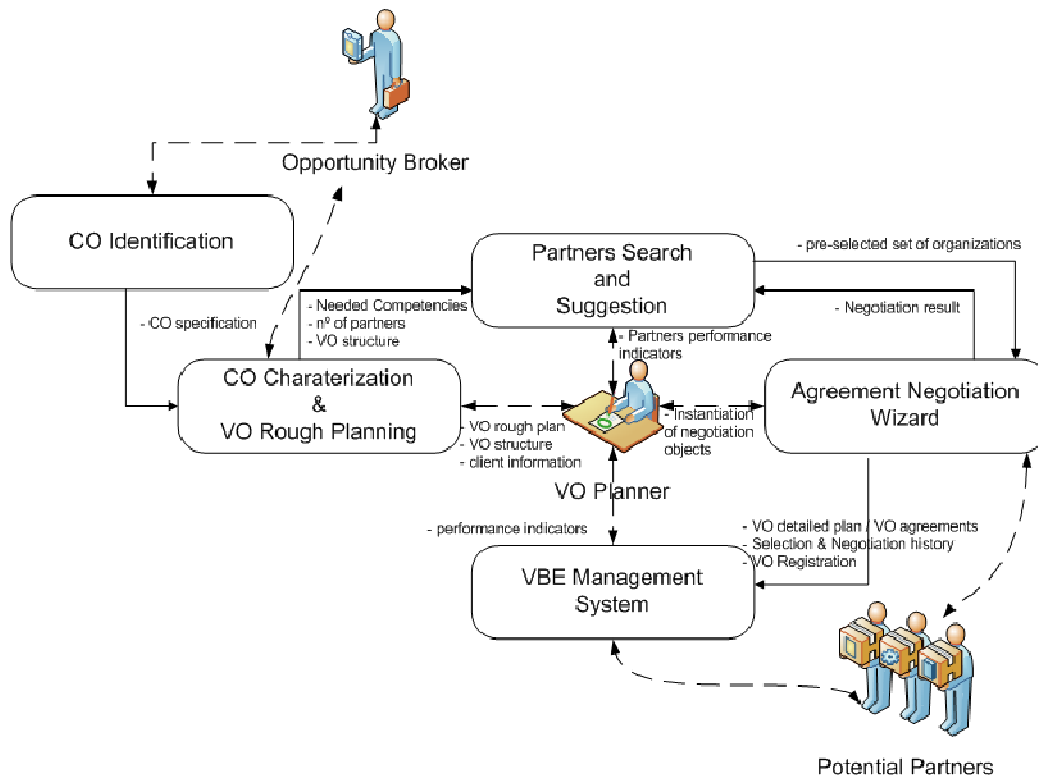 Opportunity Broker
CO Identification
- CO specification
Partners Search
and
Suggestion
- pre-selected set of organizations
- Negotiation result
- Needed Competencies
- nº of partners
- VO structure
- Partners performance
indicators
CO Charaterization
&
VO Rough Planning
- VO rough plan
- VO structure
- client information
- Instantiation
of negotiation
objects
Agreement Negotiation
Wizard
VO Planner
- performance indicators
- VO detailed plan / VO agreements
- Selection & Negotiation history
- VO Registration
VBE Management
System
Potential Partners